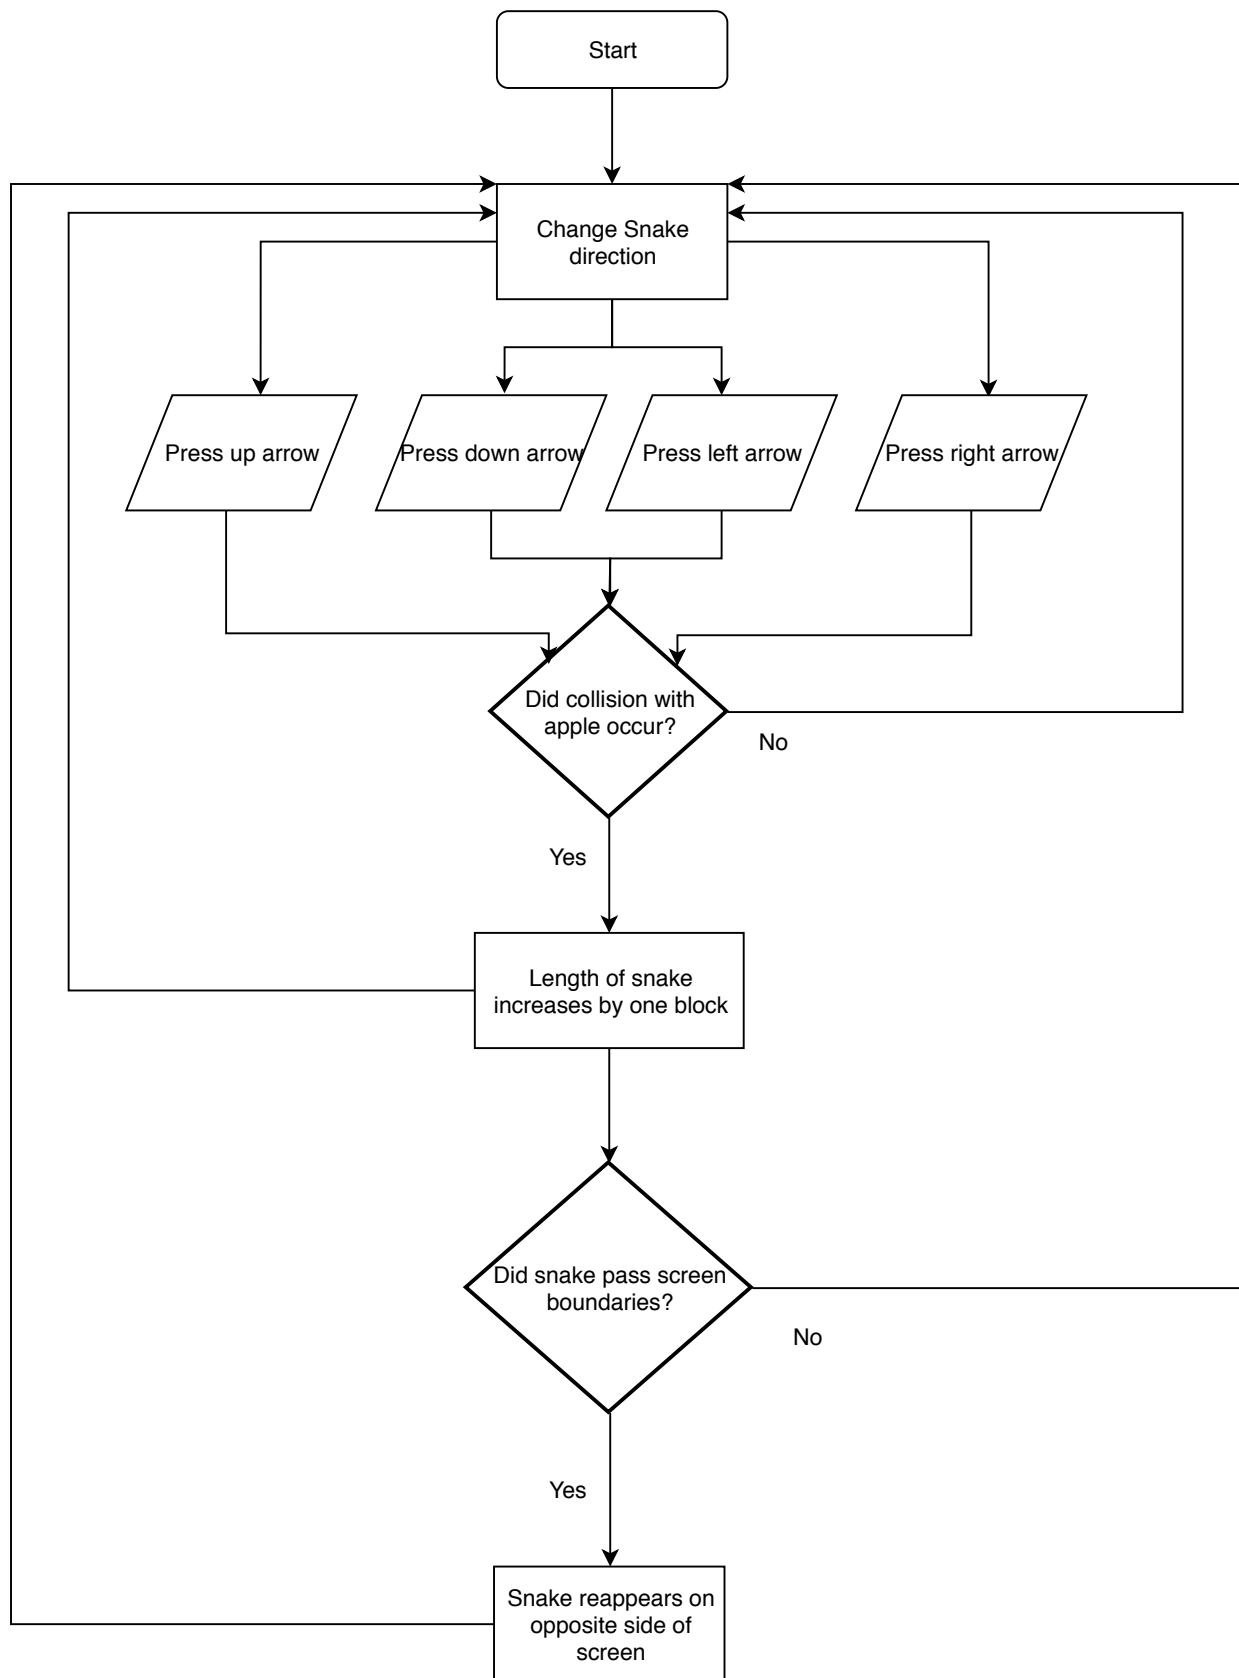 Start
Change Snake
direction
Press up arrow
Press down arrow
Press left arrow
Press right arrow
Did collision with
apple occur?
No
Yes
Length of snake
increases by one block
Did snake pass screen
boundaries?
No
Yes
Snake reappears on
opposite side of
screen